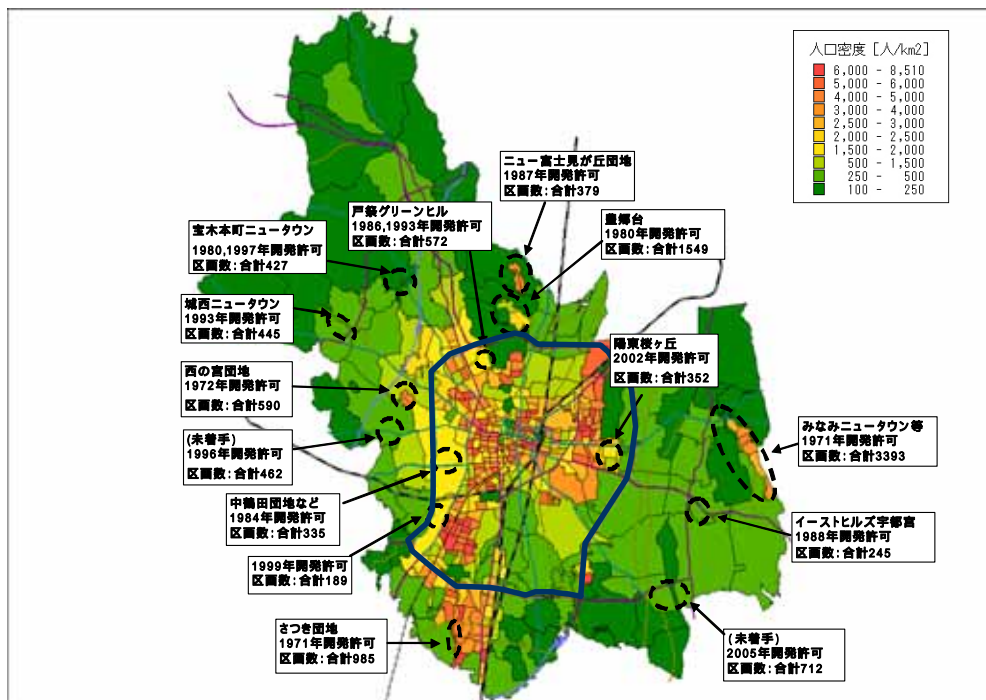 人口密度 [人/km2]
6,000 - 8,510
5,000 - 6,000
4,000 - 5,000
3,000 - 4,000
2,500 - 3,000
2,000 - 2,500
1,500 - 2,000
500 - 1,500
250 - 500
100 - 250
ニュー富士見が丘団地
1987年開発許可
区画数:合計379
戸祭グリーンヒル
1986,1993年開発許可
区画数:合計572
豊郷台
1980年開発許可
区画数:合計1549
宝木本町ニュータウン
1980,1997年開発許可
区画数:合計427
城西ニュータウン
1993年開発許可
区画数:合計445
陽東桜ヶ丘
2002年開発許可
区画数:合計352
西の宮団地
1972年開発許可
区画数:合計590
みなみニュータウン等
1971年開発許可
区画数:合計3393
(未着手)
1996年開発許可
区画数:合計462
中鶴田団地など
1984年開発許可
区画数:合計335
イーストヒルズ宇都宮
1988年開発許可
区画数:合計245
1999年開発許可
区画数:合計189
さつき団地
1971年開発許可
区画数:合計985
(未着手)
2005年開発許可
区画数:合計712